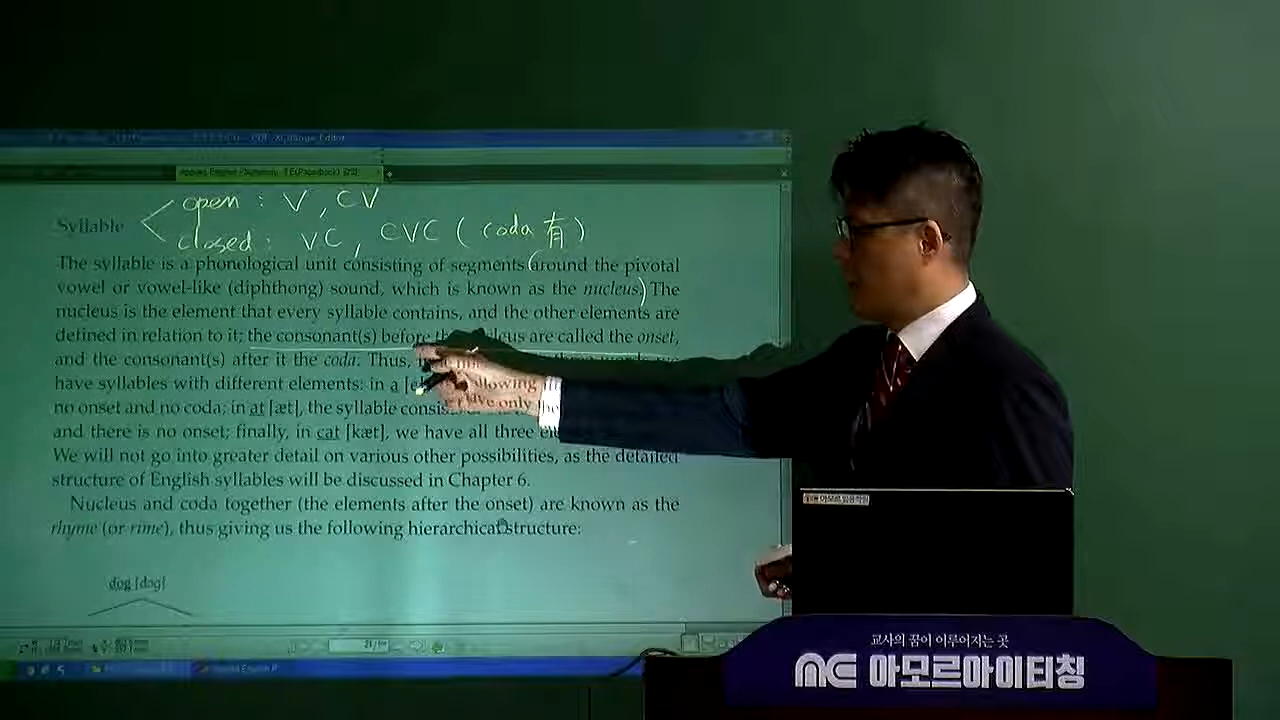 Applied English Phonology
open : V, CV
Syllable
closed : VC, CVC (coda 有)
The syllable is a phonological unit consisting of segments (around the pivotal
vowel or vowel-like (diphthong) sound, which is known as the nucleus.) The
nucleus is the element that every syllable contains, and the other elements are
defined in relation to it; the consonant(s) before the nucleus are called the onset,
and the consonant(s) after it the coda. Thus,
have syllables with different elements: in a following
no onset and no coda; in at [æt], the syllable have only
and there is no onset; finally, in cat [kæt], we have all three
We will not go into greater detail on various other possibilities, as the detailed
structure of English syllables will be discussed in Chapter 6.
Nucleus and coda together (the elements after the onset) are known as the
rhyme (or rime), thus giving us the following hierarchical structure:
dog [dɔg]
교사의 꿈이 이루어지는 곳
아모르아이티칭